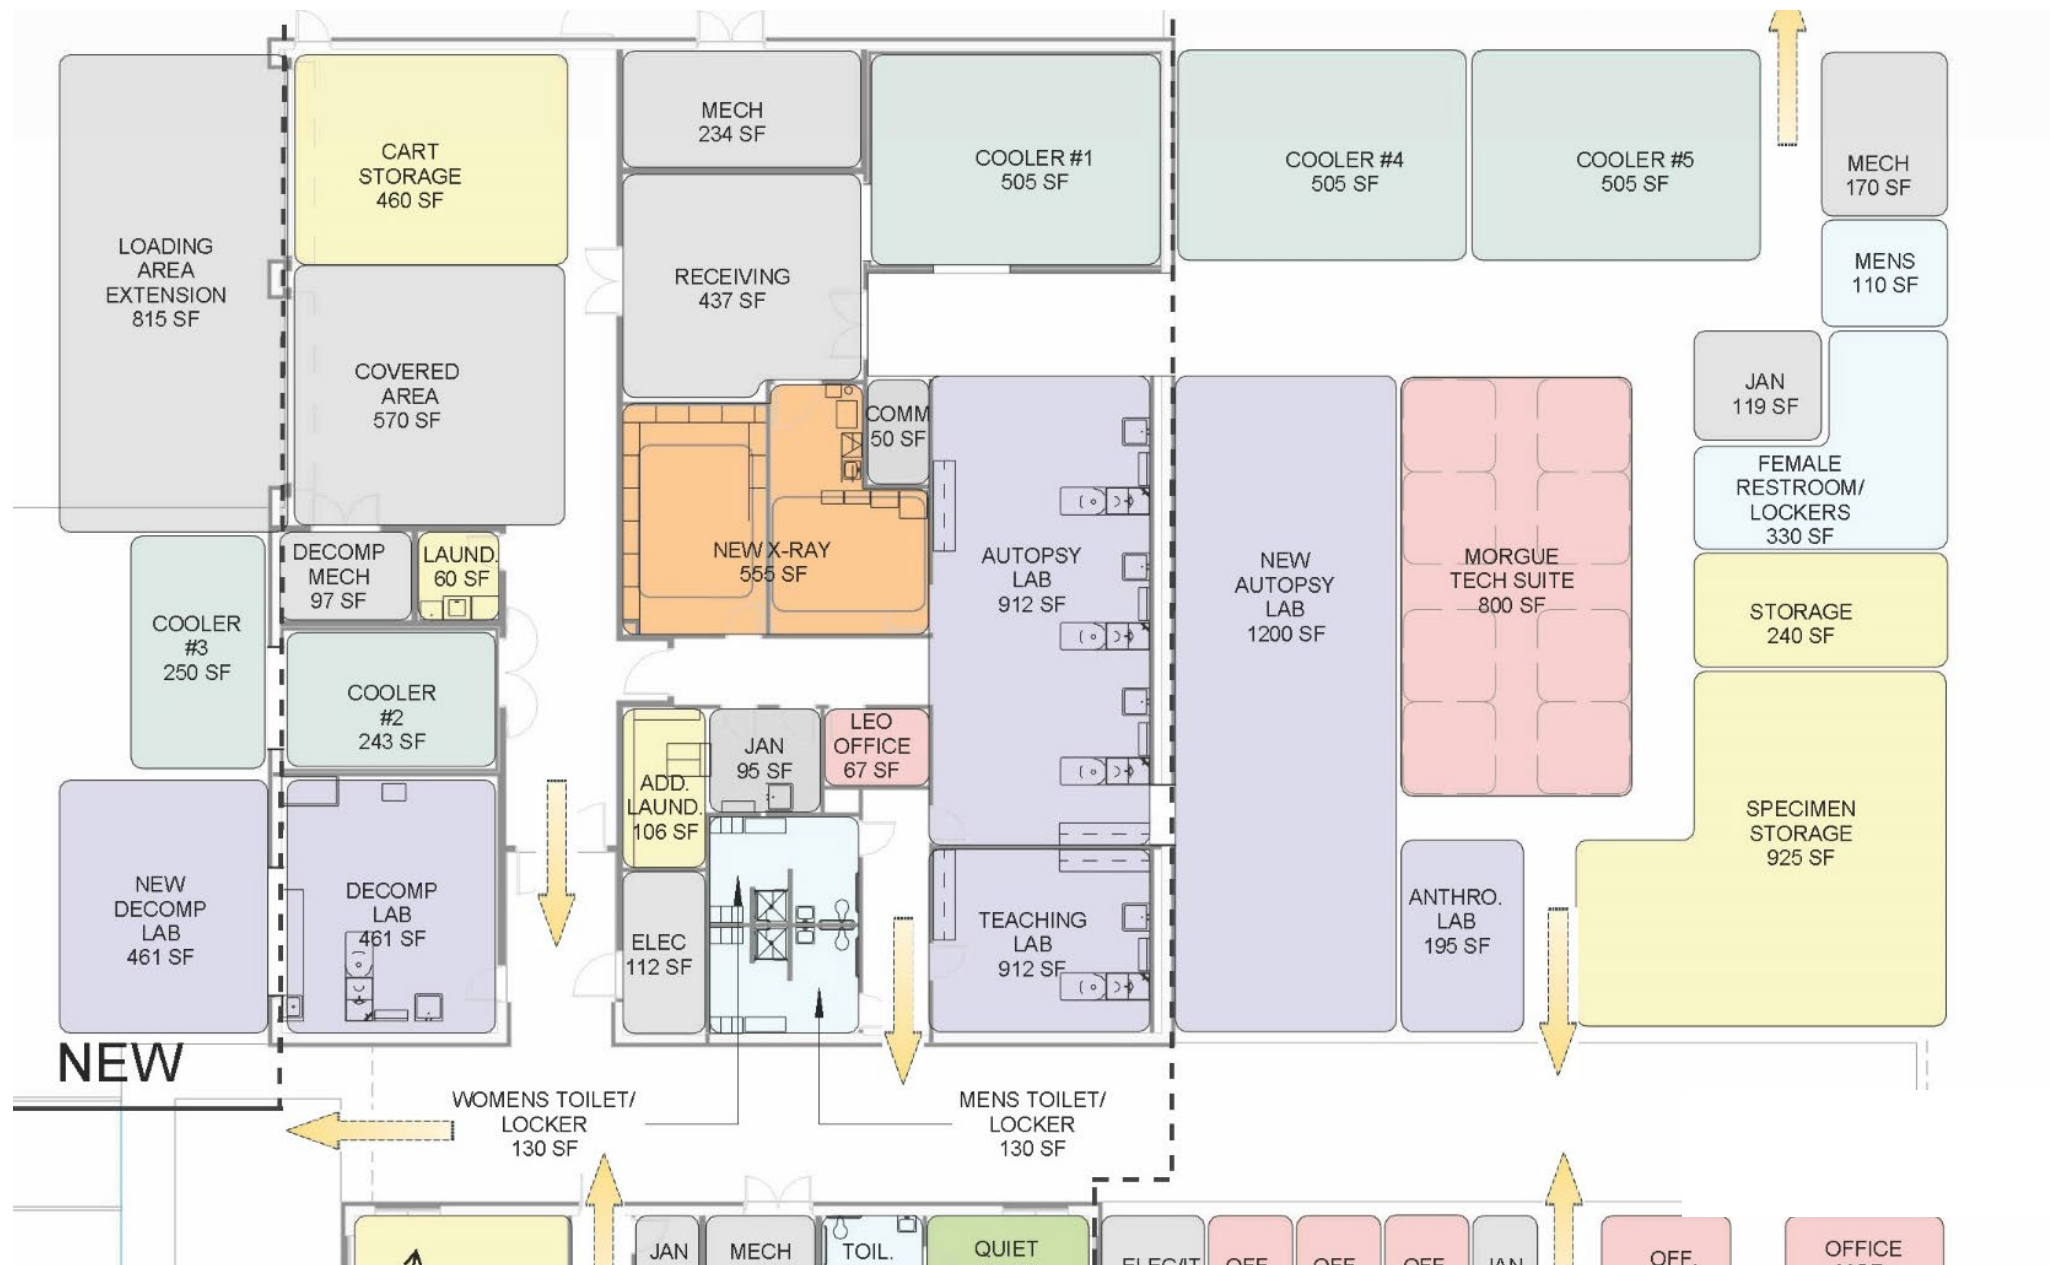 MECH
234 SF
CART
STORAGE
460 SF
COOLER #1
505 SF
COOLER #4
505 SF
COOLER #5
505 SF
MECH
170 SF
LOADING
AREA
EXTENSION
815 SF
RECEIVING
437 SF
MENS
110 SF
COVERED
AREA
570 SF
COMM
50 SF
JAN
119 SF
FEMALE
RESTROOM/
LOCKERS
330 SF
DECOMP
MECH
97 SF
LAUND.
60 SF
NEW X-RAY
555 SF
AUTOPSY
LAB
912 SF
NEW
AUTOPSY
LAB
1200 SF
MORGUE
TECH SUITE
800 SF
STORAGE
240 SF
COOLER
#3
250 SF
COOLER
#2
243 SF
ADD.
LAUND.
106 SF
JAN
95 SF
LEO
OFFICE
67 SF
SPECIMEN
STORAGE
925 SF
NEW
DECOMP
LAB
461 SF
DECOMP
LAB
461 SF
ELEC
112 SF
TEACHING
LAB
912 SF
ANTHRO.
LAB
195 SF
NEW
WOMENS TOILET/
LOCKER
130 SF
MENS TOILET/
LOCKER
130 SF
JAN
MECH
TOIL.
QUIET
ELEC/IT
OFF.
OFF.
OFF.
JAN
OFF.
OFFICE